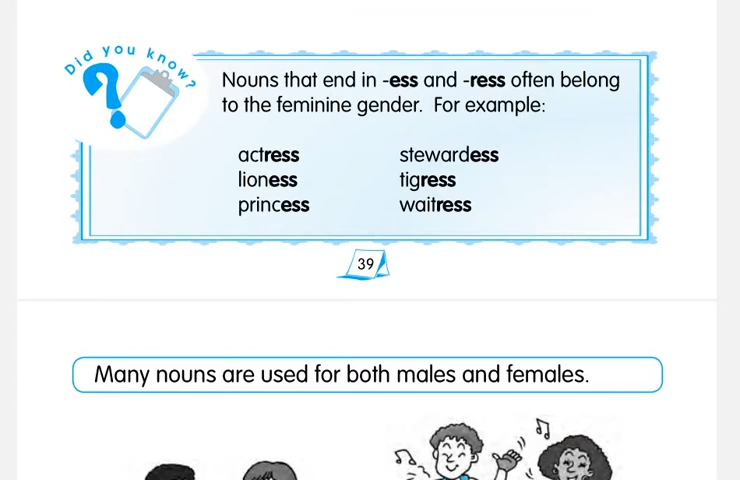 Did you know?
Nouns that end in -ess and -ress often belong
to the feminine gender. For example:
actress stewardess
lioness tigress
princess waitress
39
Many nouns are used for both males and females.